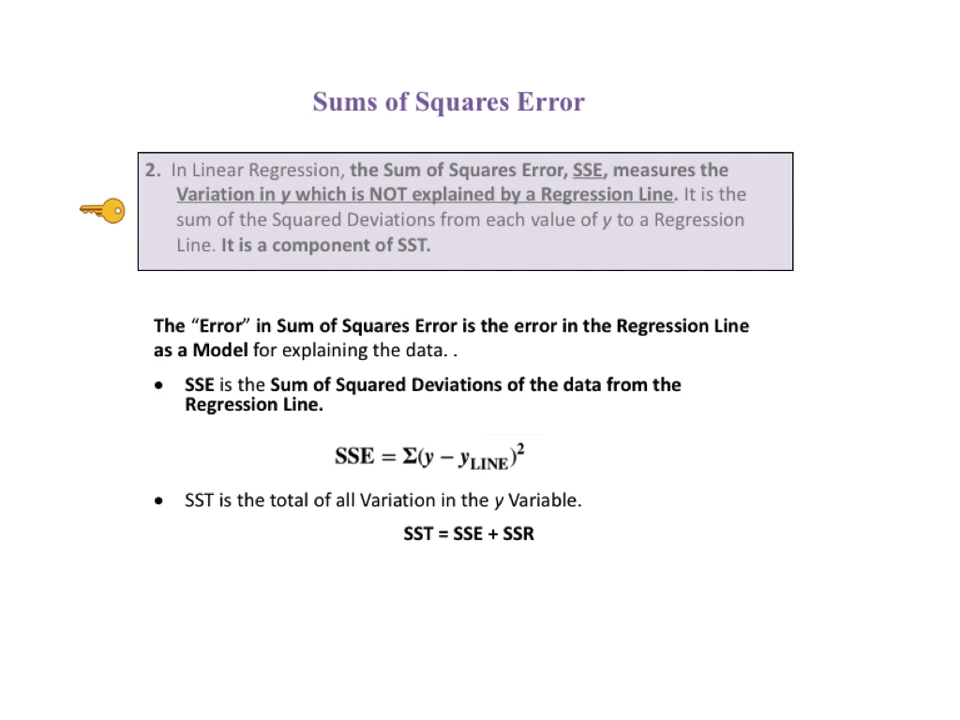 Sums of Squares Error
2. In Linear Regression, the Sum of Squares Error, SSE, measures the
Variation in y which is NOT explained by a Regression Line. It is the
sum of the Squared Deviations from each value of y to a Regression
Line. It is a component of SST.
The “Error” in Sum of Squares Error is the error in the Regression Line
as a Model for explaining the data. .
• SSE is the Sum of Squared Deviations of the data from the
Regression Line.
SSE = Σ(y – yLINE)²
• SST is the total of all Variation in the y Variable.
SST = SSE + SSR